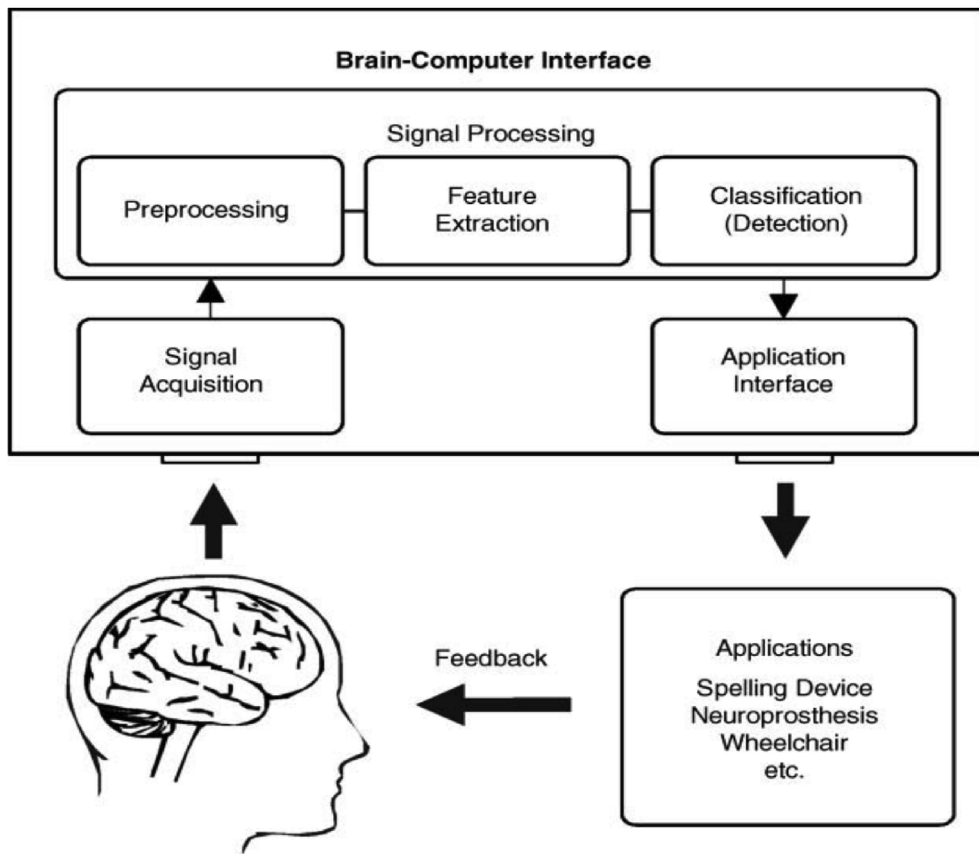 Brain-Computer Interface
Signal Processing
Preprocessing
Feature
Extraction
Classification
(Detection)
Signal
Acquisition
Application
Interface
Feedback
Applications
Spelling Device
Neuroprosthesis
Wheelchair
etc.